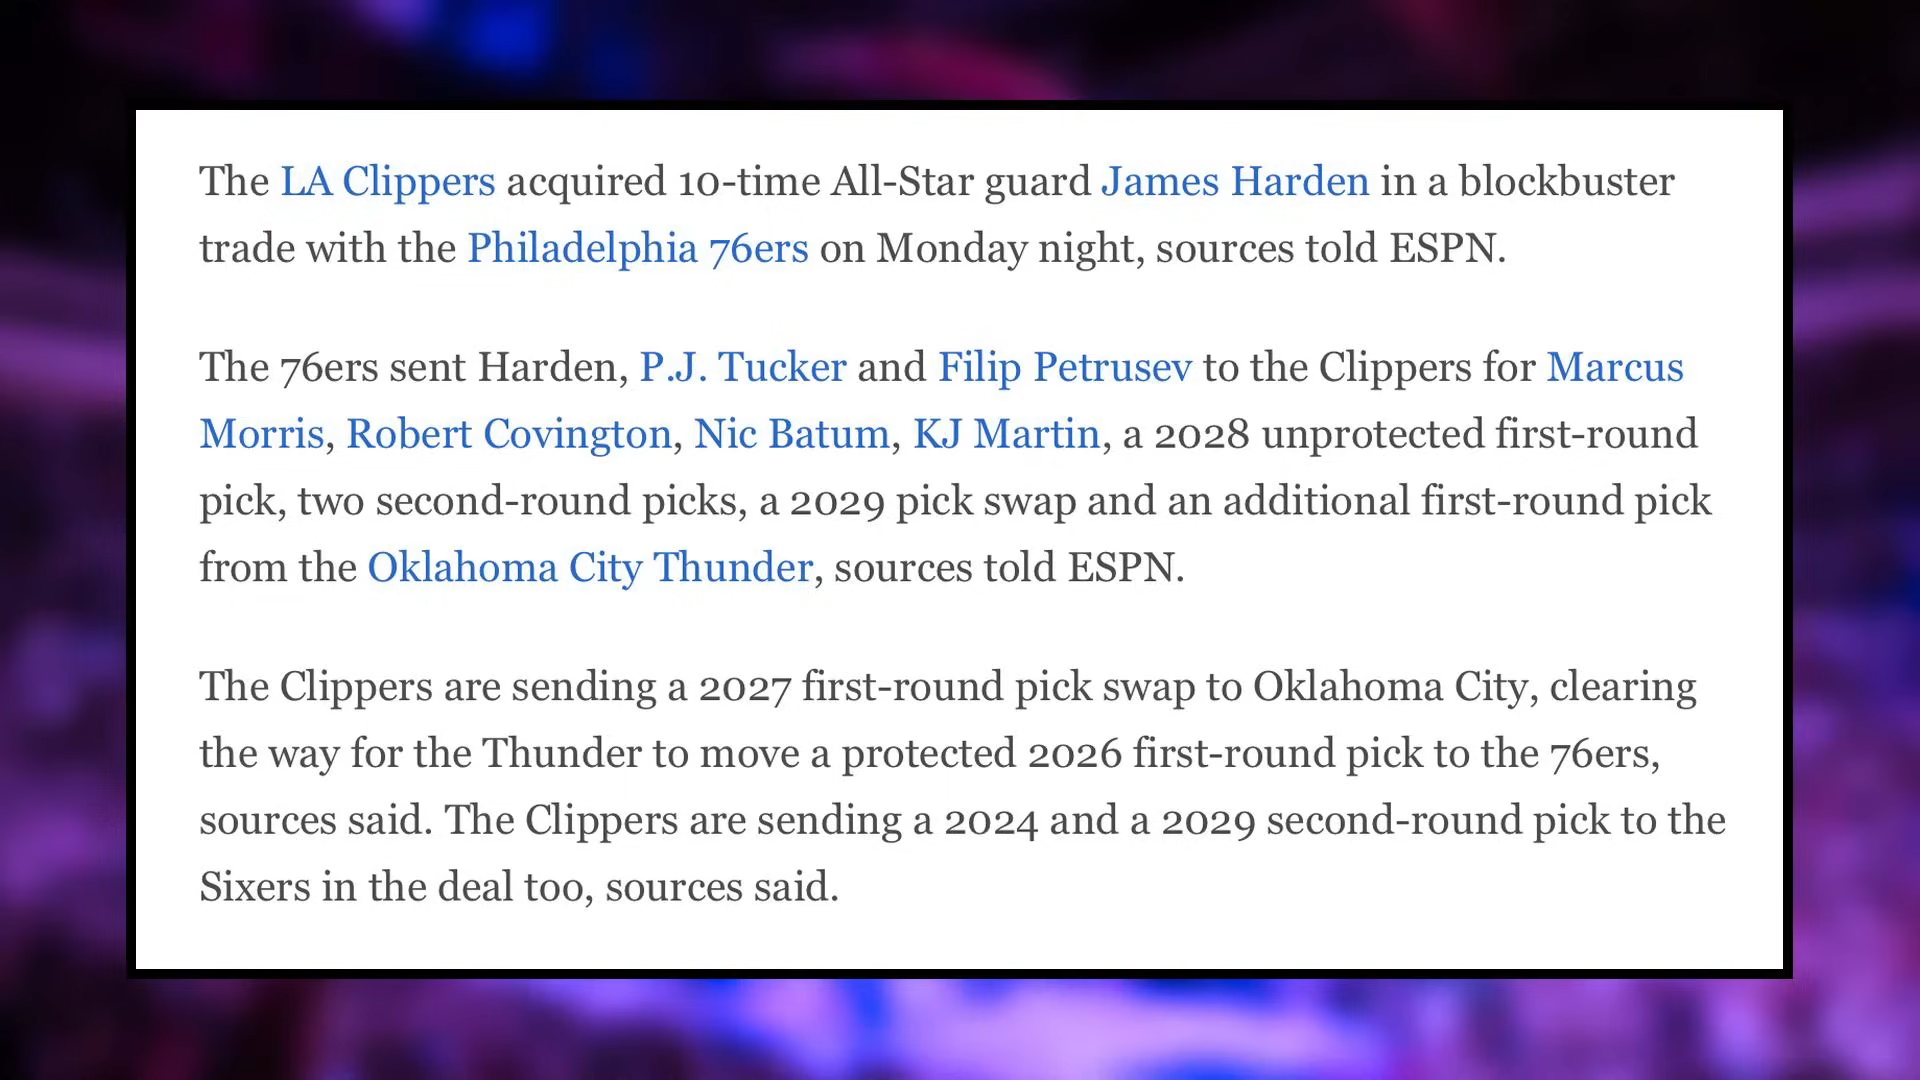 The LA Clippers acquired 10-time All-Star guard James Harden in a blockbuster
trade with the Philadelphia 76ers on Monday night, sources told ESPN.
The 76ers sent Harden, P.J. Tucker and Filip Petrusev to the Clippers for Marcus
Morris, Robert Covington, Nic Batum, KJ Martin, a 2028 unprotected first-round
pick, two second-round picks, a 2029 pick swap and an additional first-round pick
from the Oklahoma City Thunder, sources told ESPN.
The Clippers are sending a 2027 first-round pick swap to Oklahoma City, clearing
the way for the Thunder to move a protected 2026 first-round pick to the 76ers,
sources said. The Clippers are sending a 2024 and a 2029 second-round pick to the
Sixers in the deal too, sources said.